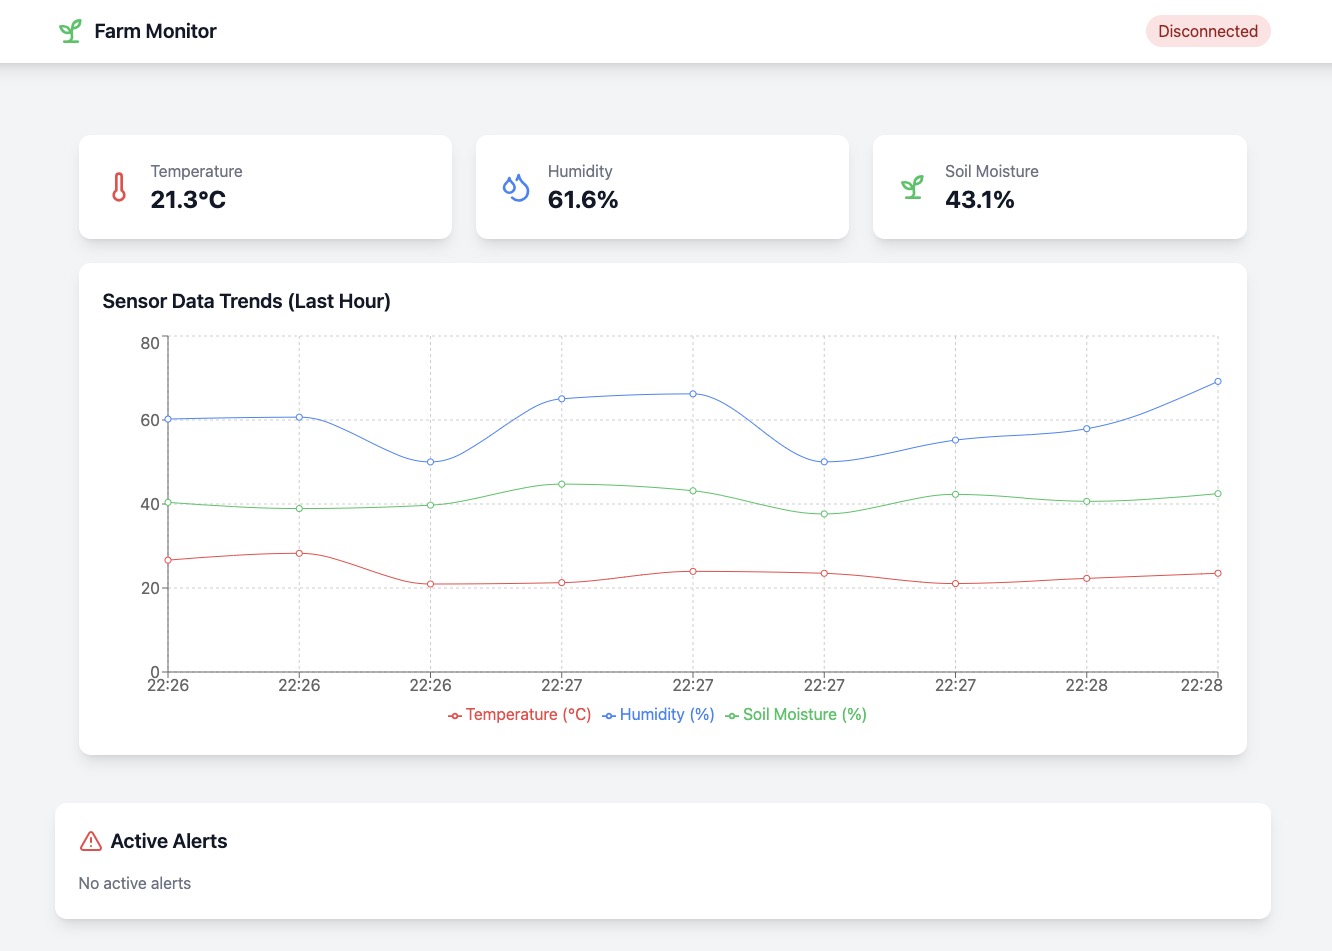 Farm Monitor
Disconnected
Temperature
21.3°C
Humidity
61.6%
Soil Moisture
43.1%
Sensor Data Trends (Last Hour)
80
60
40
20
0
22:26 22:26 22:26 22:27 22:27 22:27 22:27 22:28 22:28
Temperature (°C) Humidity (%) Soil Moisture (%)
Active Alerts
No active alerts